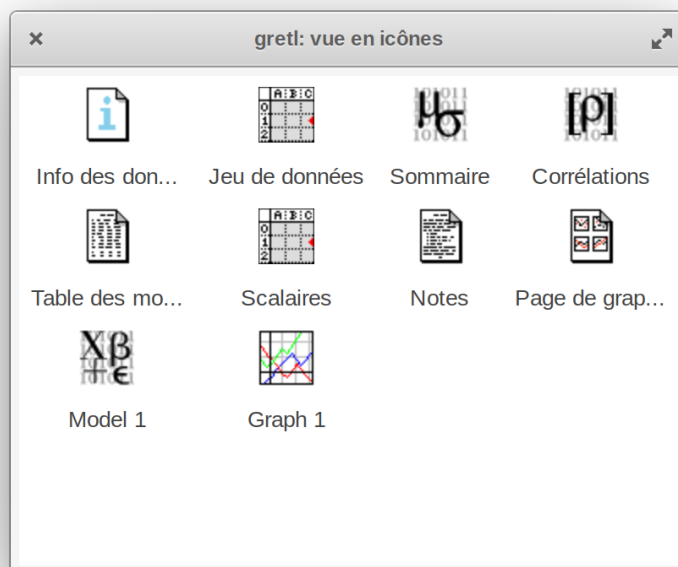 gretl: vue en icônes
Info des don... Jeu de données Sommaire Corrélations
Table des mo... Scalaires Notes Page de grap...
Model 1 Graph 1